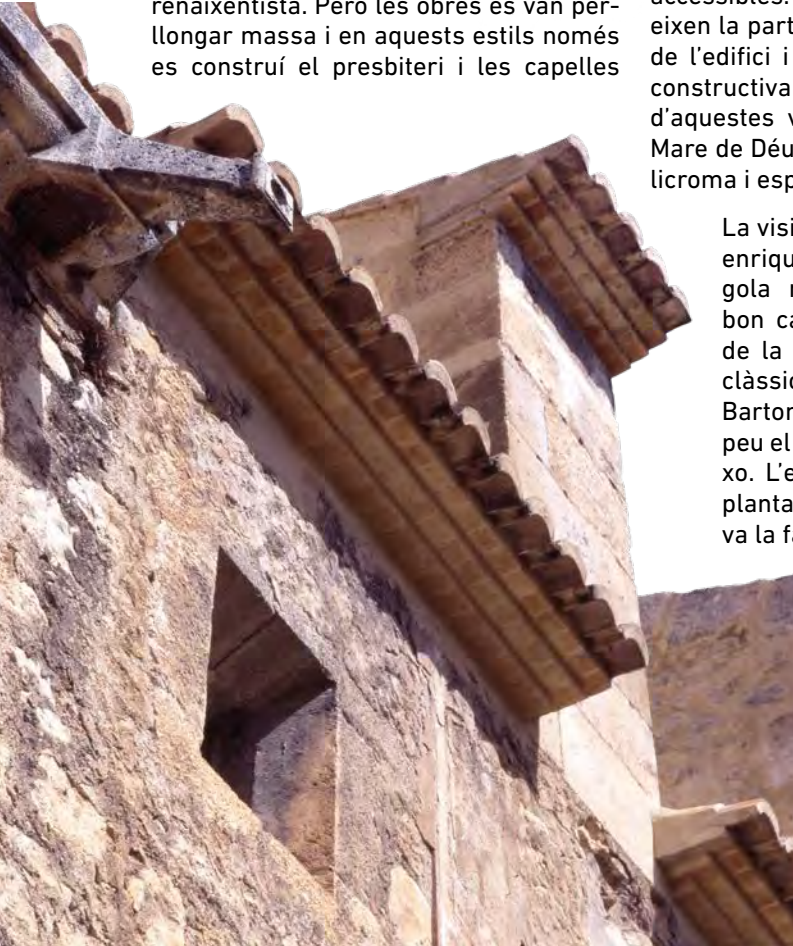 renaixentista. Però les obres es van per-
llongar massa i en aquests estils només
es construí el presbiteri i les capelles
accessibles.
eixen la part
de l'edifici i
constructiva
d'aquestes v
Mare de Déu
licroma i esp
La visi
enriqu
gola
bon ca
de la
clàssic
Barto
peu el
xo. L'e
planta
va la fa